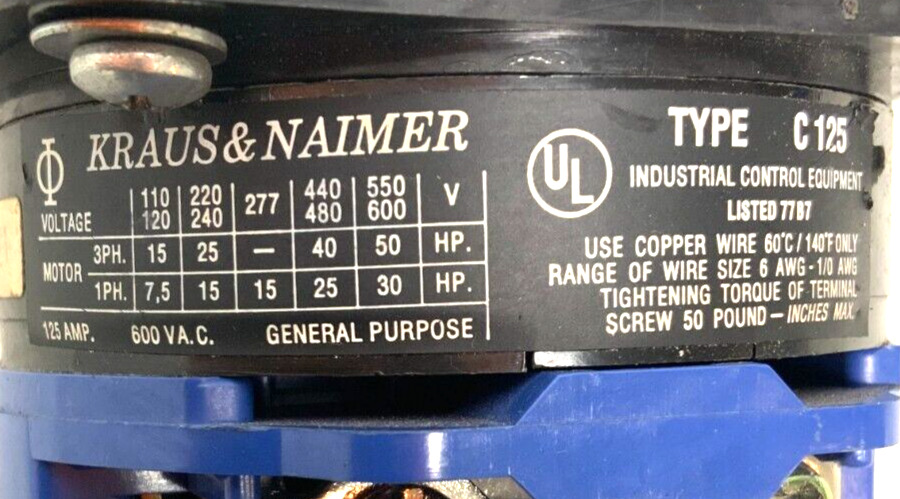 KRAUS & NAIMER
VOLTAGE 110 120 220 240 277 440 480 550 600 V
MOTOR 3PH. 15 25 — 40 50 HP.
1PH. 7,5 15 15 25 30 HP.
125 AMP. 600 V A.C. GENERAL PURPOSE
UL
TYPE C125
INDUSTRIAL CONTROL EQUIPMENT
LISTED 77B7
USE COPPER WIRE 60°C / 140°F ONLY
RANGE OF WIRE SIZE 6 AWG - 1/0 AWG
TIGHTENING TORQUE OF TERMINAL
SCREW 50 POUND – INCHES MAX.